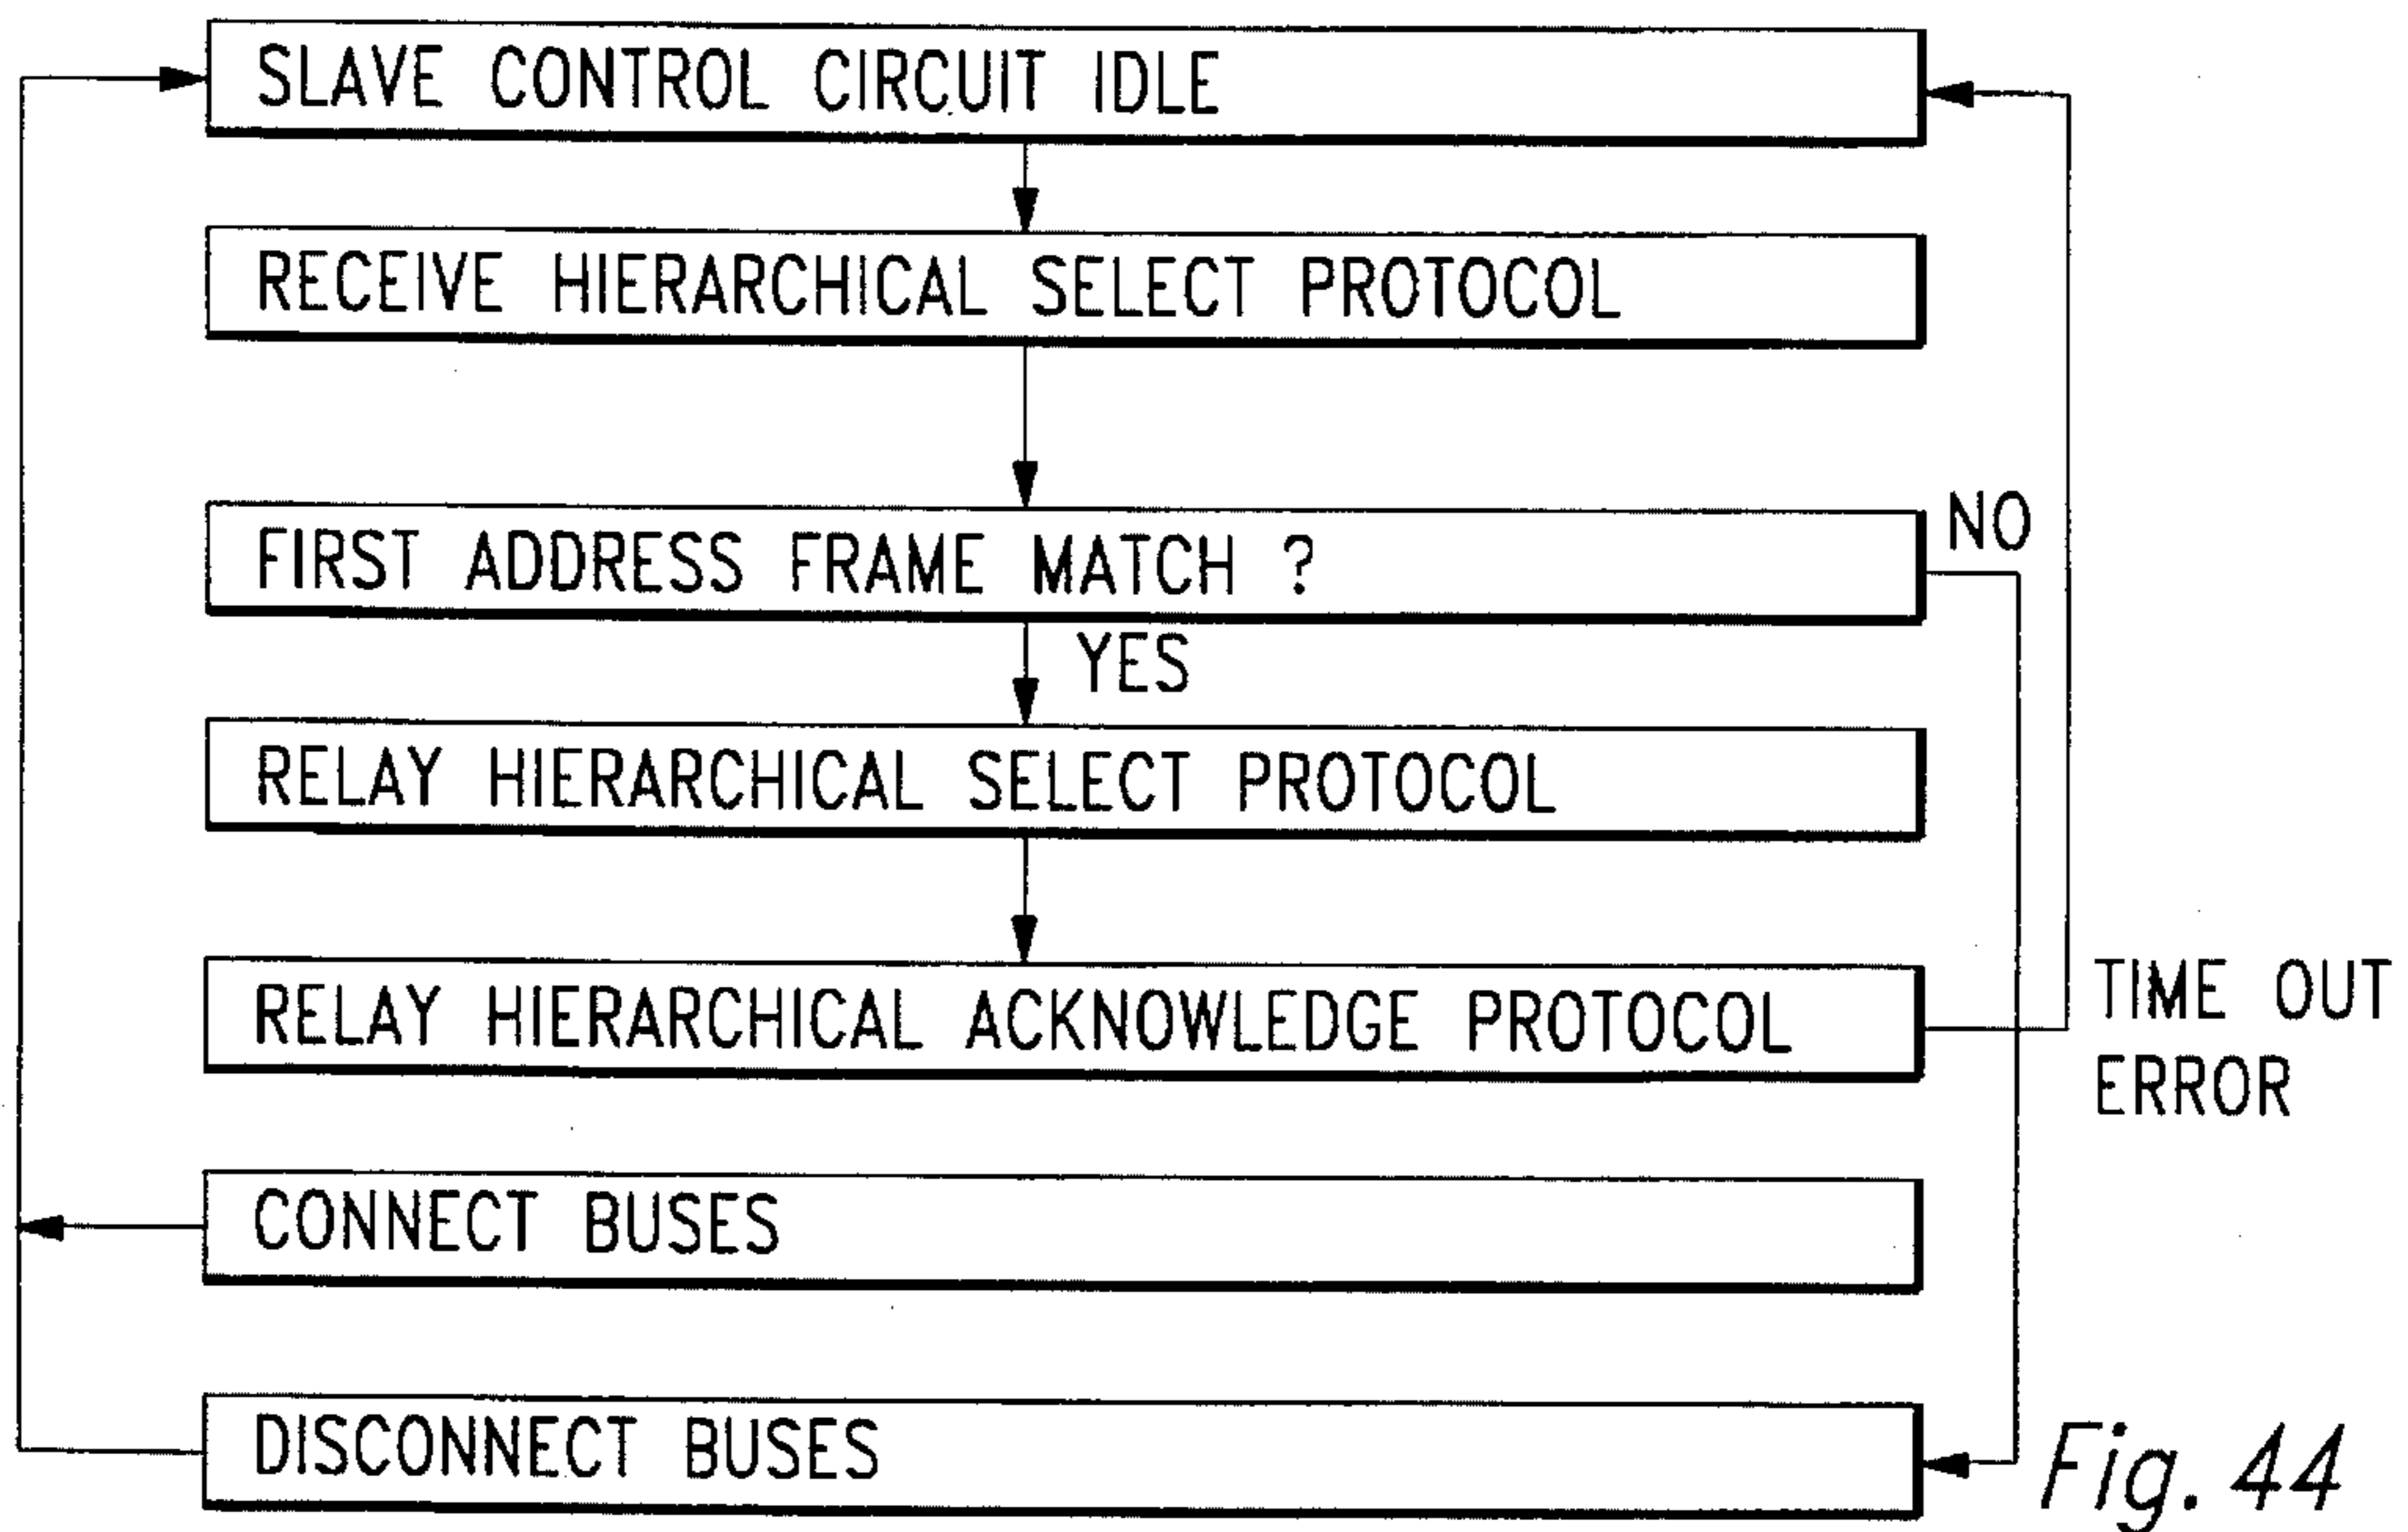 SLAVE CONTROL CIRCUIT IDLE
RECEIVE HIERARCHICAL SELECT PROTOCOL
FIRST ADDRESS FRAME MATCH ?
NO
YES
RELAY HIERARCHICAL SELECT PROTOCOL
RELAY HIERARCHICAL ACKNOWLEDGE PROTOCOL
TIME OUT
ERROR
CONNECT BUSES
DISCONNECT BUSES
Fig. 44